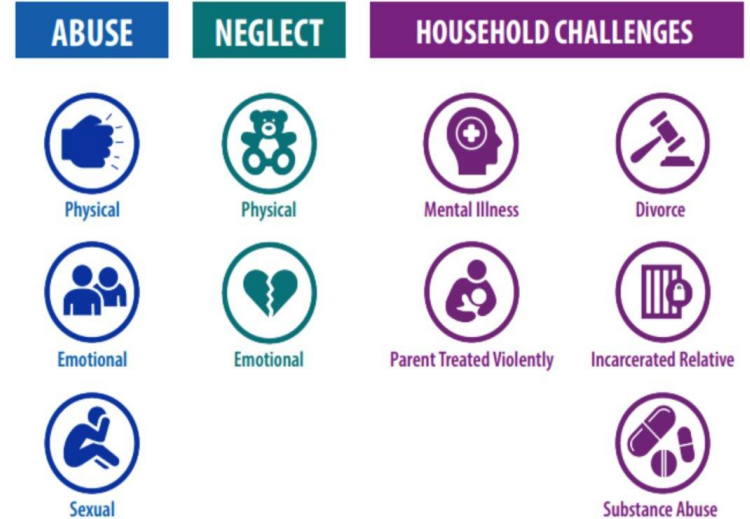 ABUSE
NEGLECT
HOUSEHOLD CHALLENGES
Physical
Physical
Mental Illness
Divorce
Emotional
Emotional
Parent Treated Violently
Incarcerated Relative
Sexual
Substance Abuse